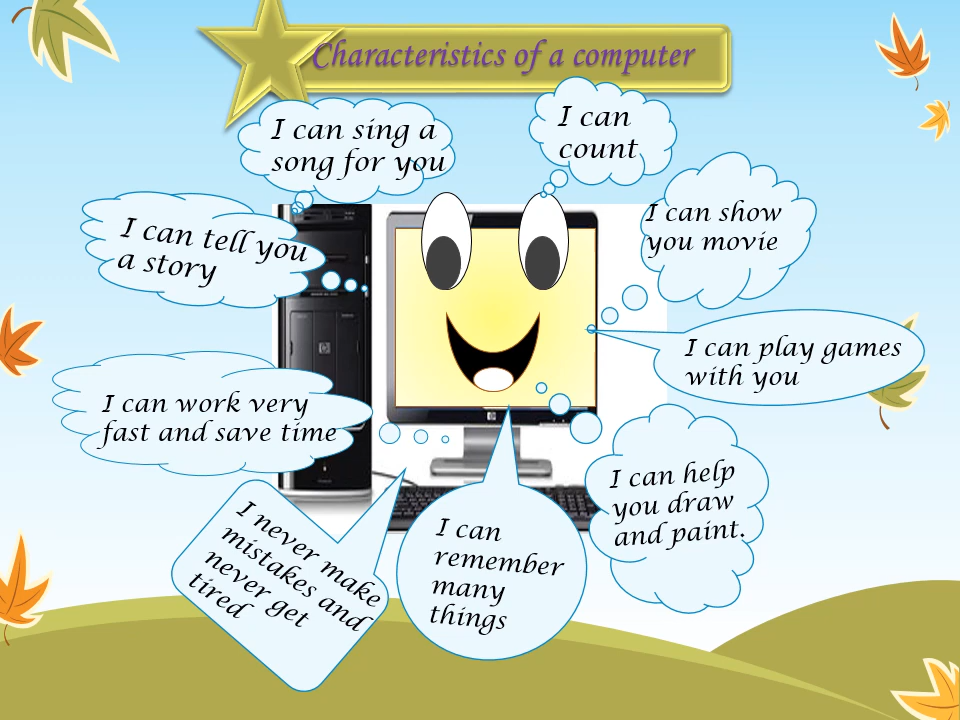 Characteristics of a computer
I can sing a
song for you
I can
count
I can tell you
a story
I can show
you movie
I can play games
with you
I can work very
fast and save time
I can help
you draw
and paint.
I never make
mistakes and
never get
tired
I can
remember
many
things
hp
hp